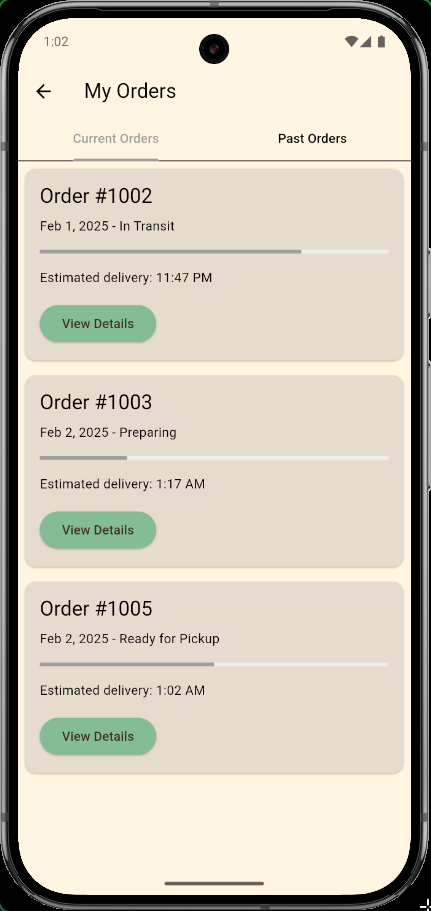 1:02
My Orders
Current Orders
Past Orders
Order #1002
Feb 1, 2025 - In Transit
Estimated delivery: 11:47 PM
View Details
Order #1003
Feb 2, 2025 - Preparing
Estimated delivery: 1:17 AM
View Details
Order #1005
Feb 2, 2025 - Ready for Pickup
Estimated delivery: 1:02 AM
View Details